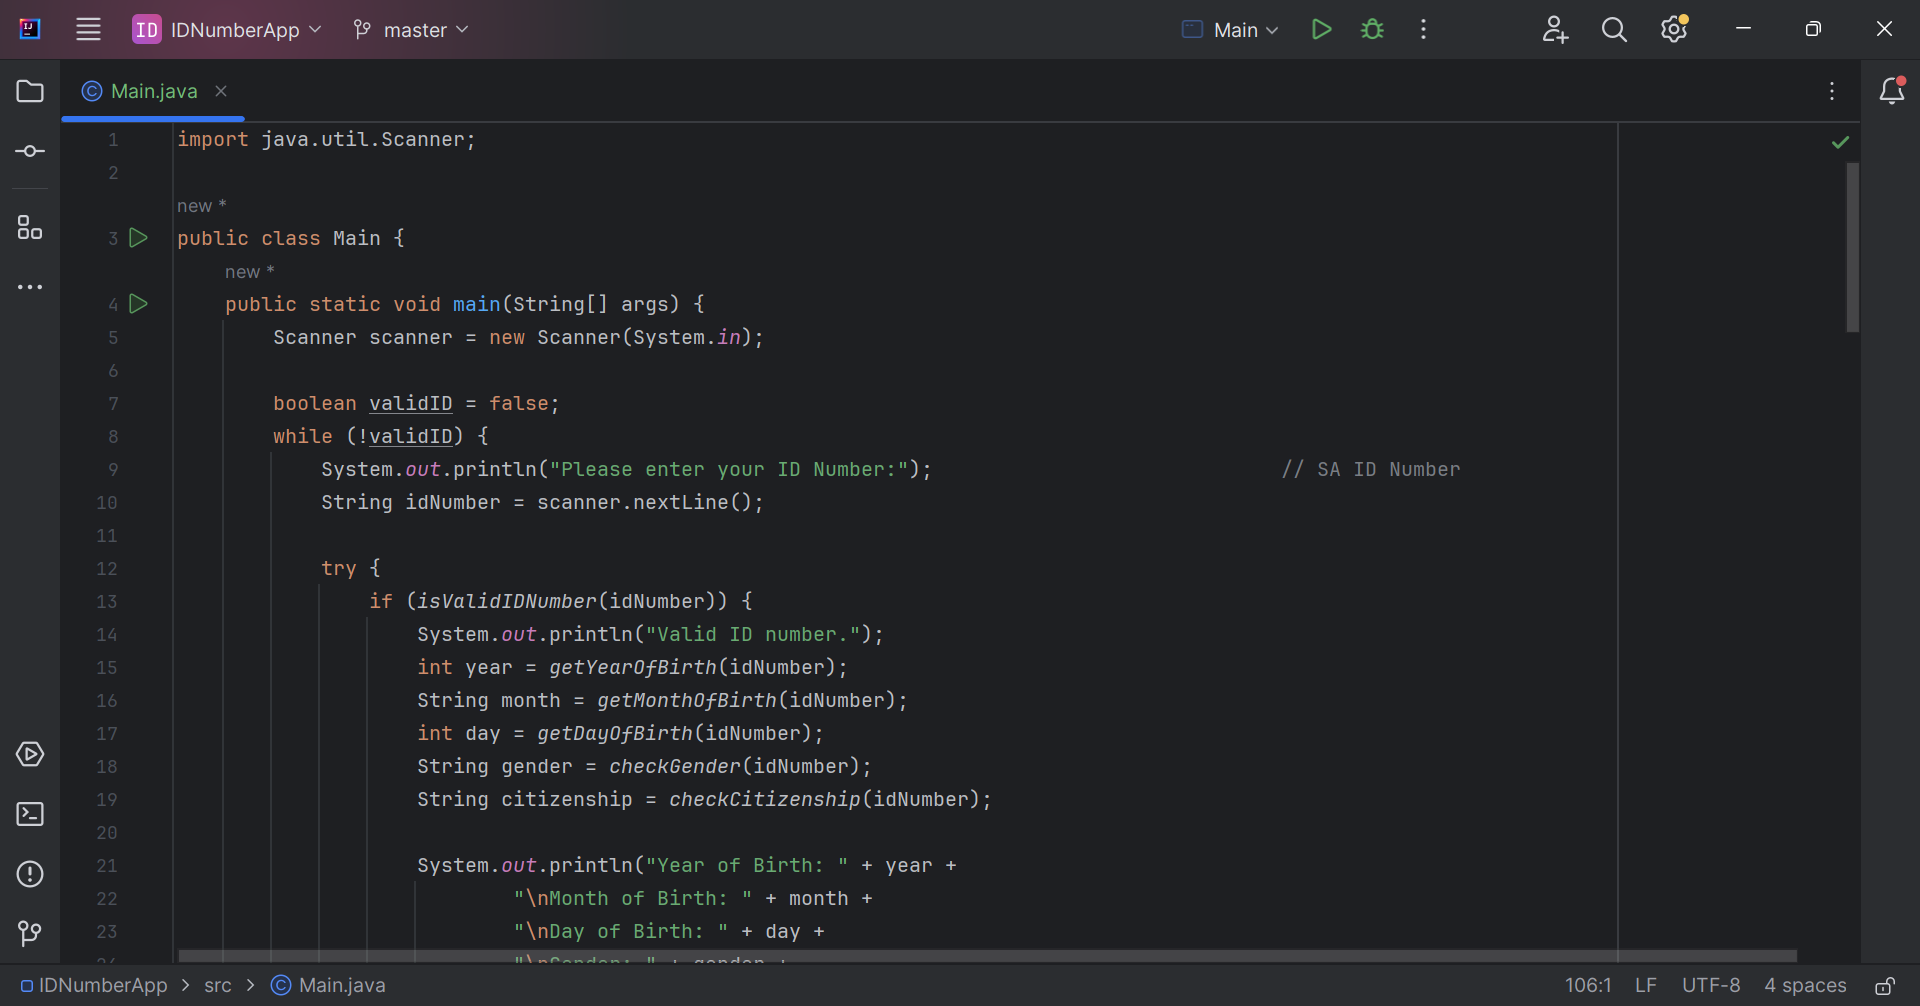 ID IDNumberApp master Main
Main.java
1 import java.util.Scanner;
2
new *
3 public class Main {
new *
4 public static void main(String[] args) {
5 Scanner scanner = new Scanner(System.in);
6
7 boolean validID = false;
8 while (!validID) {
9 System.out.println("Please enter your ID Number:"); // SA ID Number
10 String idNumber = scanner.nextLine();
11
12 try {
13 if (isValidIDNumber(idNumber)) {
14 System.out.println("Valid ID number.");
15 int year = getYearOfBirth(idNumber);
16 String month = getMonthOfBirth(idNumber);
17 int day = getDayOfBirth(idNumber);
18 String gender = checkGender(idNumber);
19 String citizenship = checkCitizenship(idNumber);
20
21 System.out.println("Year of Birth: " + year +
22 "\nMonth of Birth: " + month +
23 "\nDay of Birth: " + day +
24 "\nGender: " + gender +
IDNumberApp > src > Main.java 106:1 LF UTF-8 4 spaces